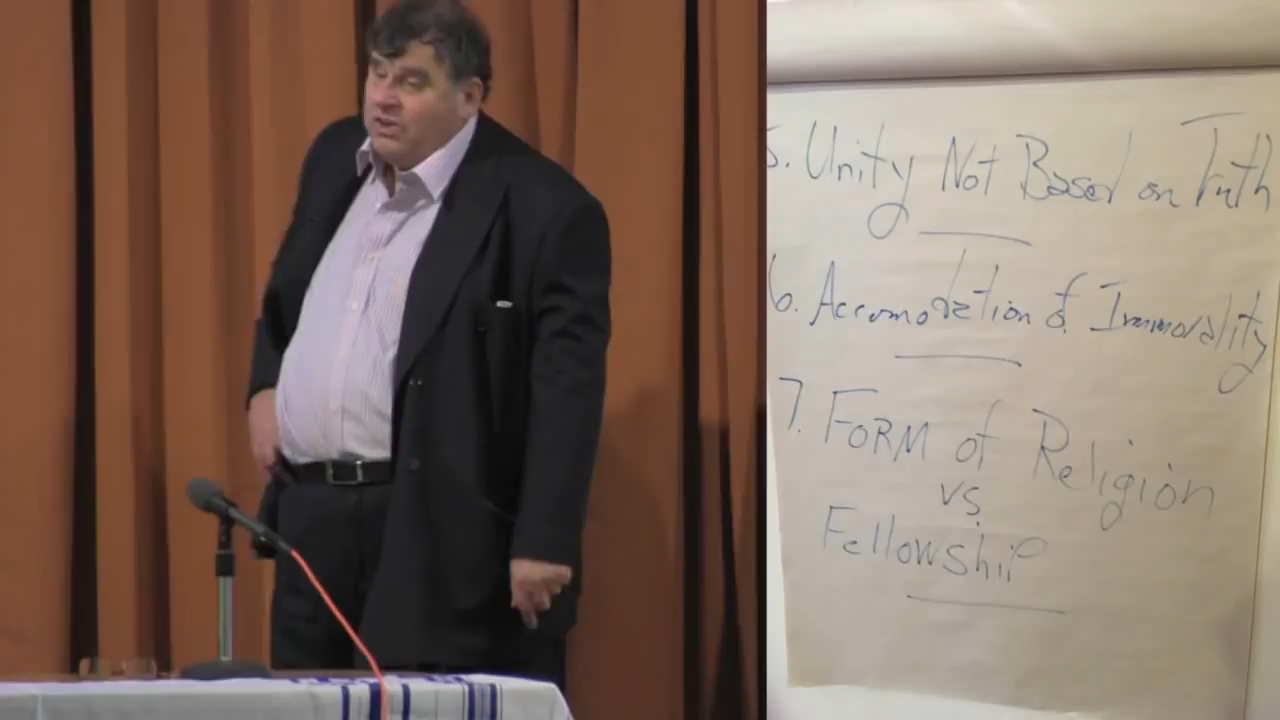 5. Unity Not Based on Truth
6. Accomodation of Immorality
7. FORM of Religion
vs.
Fellowship